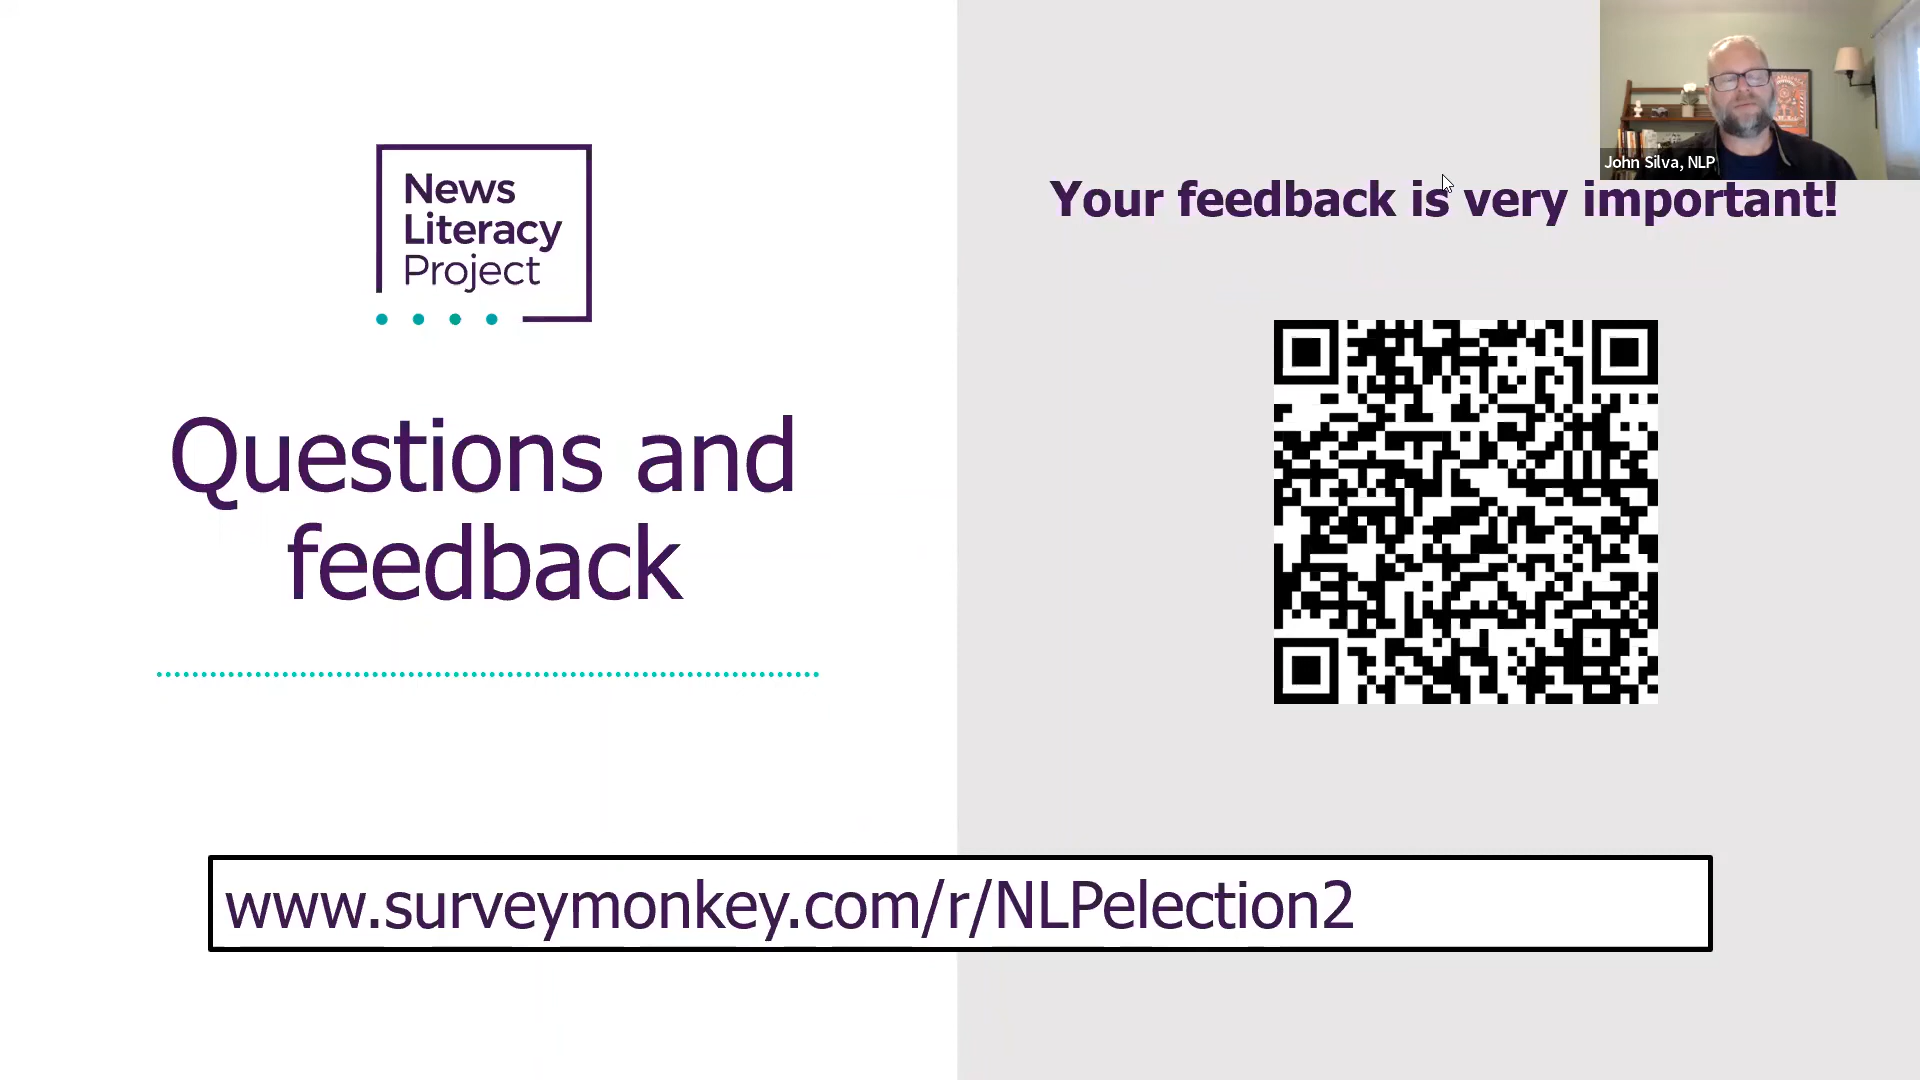 News
Literacy
Project
Questions and
feedback
John Silva, NLP
Your feedback is very important!
www.surveymonkey.com/r/NLPelection2